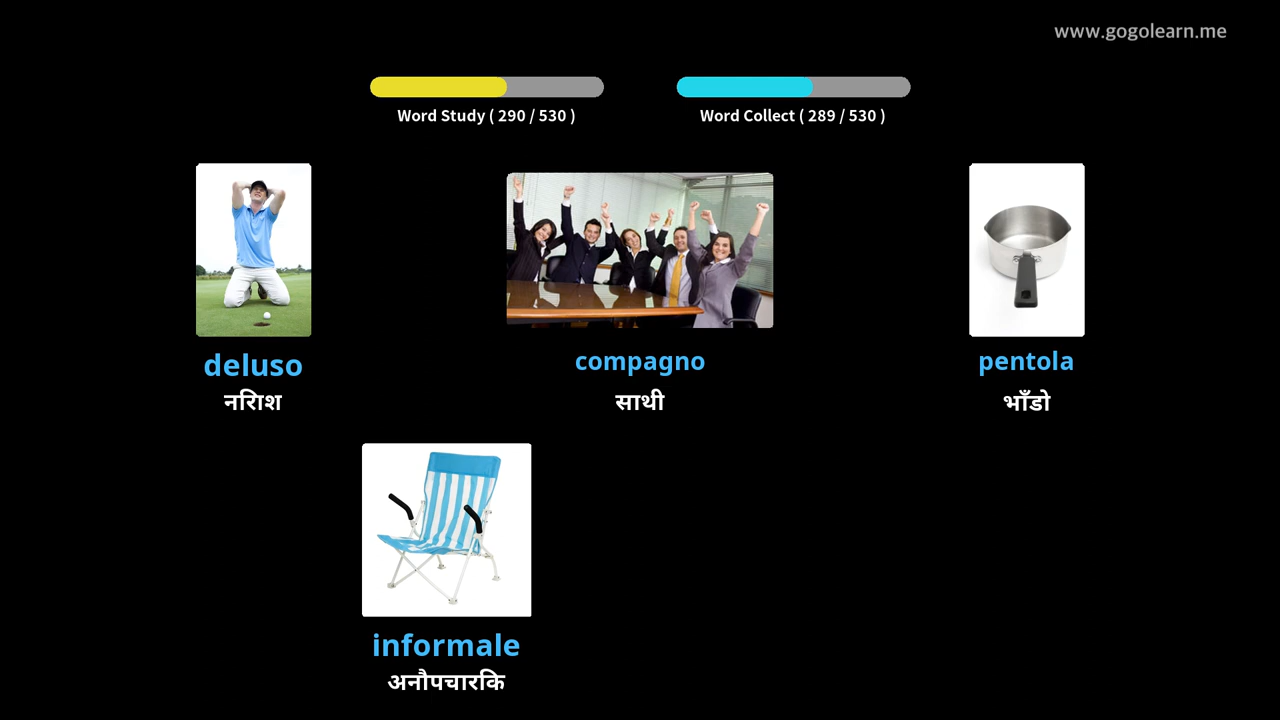 www.gogolearn.me
Word Study ( 290 / 530 )
Word Collect ( 289 / 530 )
deluso
compagno
pentola
नरिाश
साथी
भाँडो
informale
अनौपचारकि